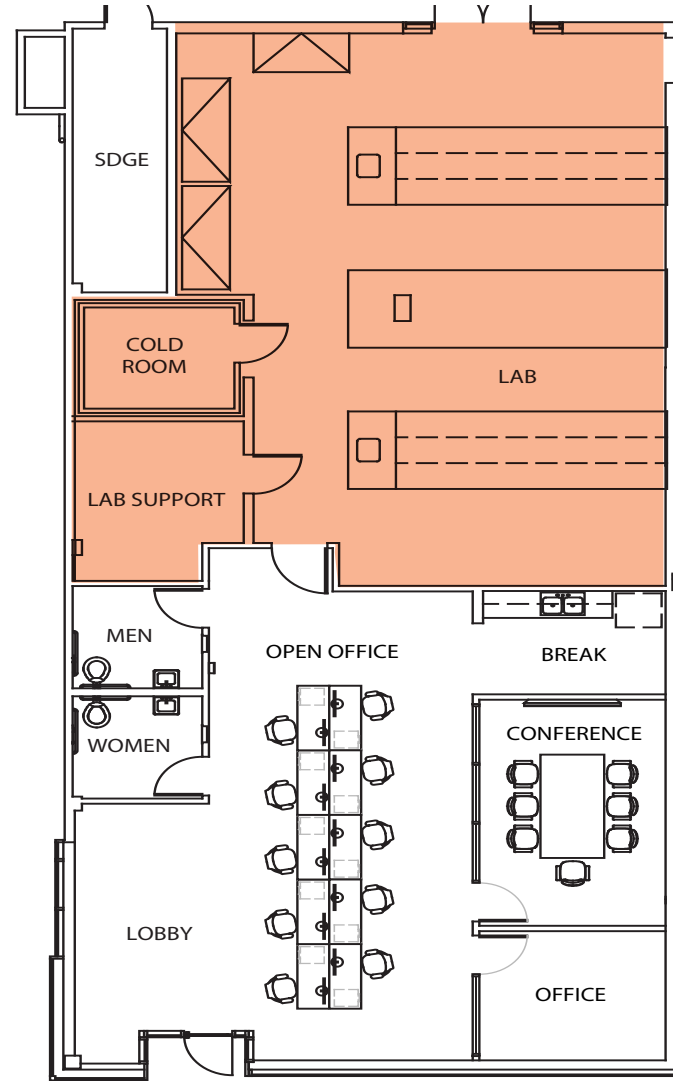 SDGE
COLD
ROOM
LAB
LAB SUPPORT
MEN
OPEN OFFICE
BREAK
WOMEN
CONFERENCE
LOBBY
OFFICE